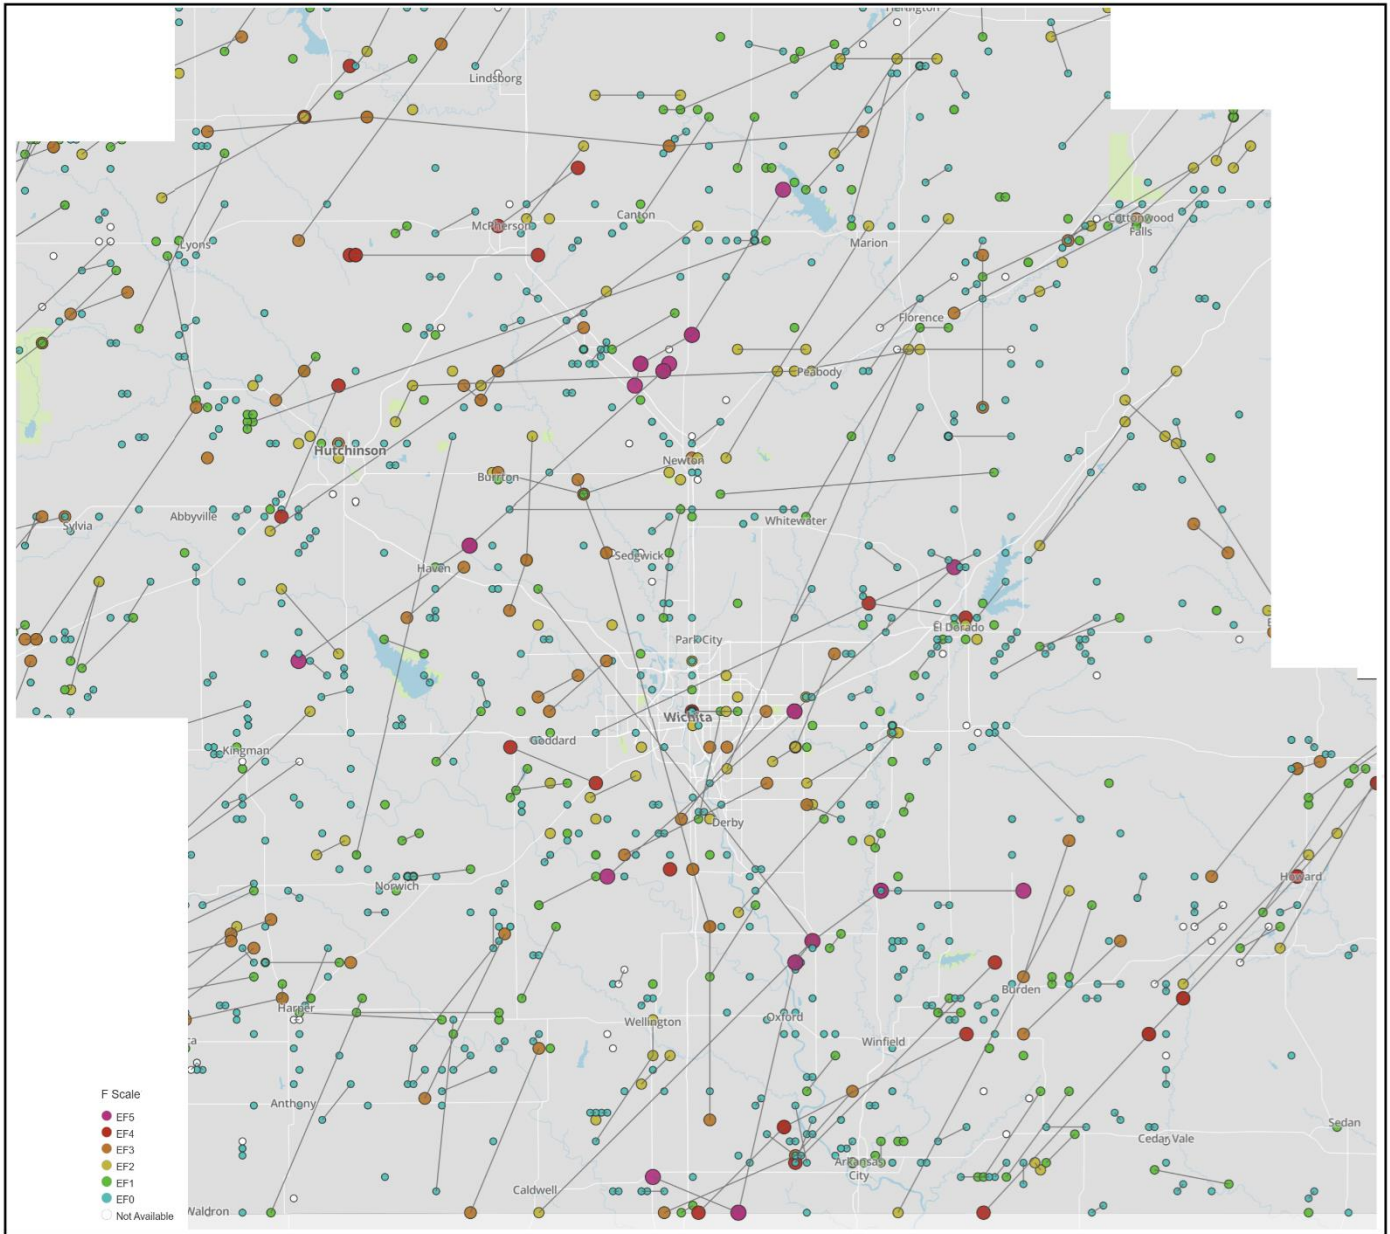 Herington
Lindsborg
Canton
McPherson
Cottonwood
Falls
Lyons
Marion
Florence
Peabody
Hutchinson
Newton
Burrton
Abbyville
Sylvia
Whitewater
Sedgwick
Haven
El Dorado
Park City
Wichita
Goddard
Kingman
Derby
Norwich
Howard
Burden
Harper
Oxford
Wellington
Winfield
F Scale
EF5
EF4
EF3
EF2
EF1
EF0
Not Available
Anthony
Sedan
Cedar Vale
Arkansas
City
Caldwell
Waldron